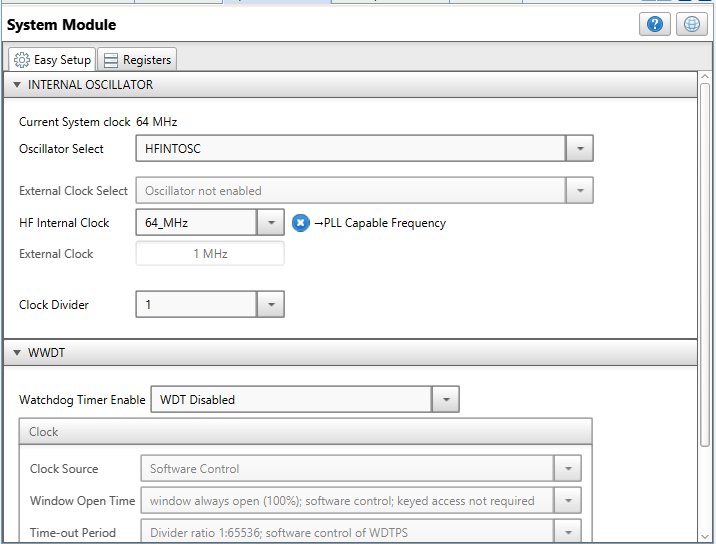 System Module
?
Easy Setup Registers
INTERNAL OSCILLATOR
Current System clock 64 MHz
Oscillator Select HFINTOSC
External Clock Select Oscillator not enabled
HF Internal Clock 64_MHz →PLL Capable Frequency
External Clock 1 MHz
Clock Divider 1
WWDT
Watchdog Timer Enable WDT Disabled
Clock
Clock Source Software Control
Window Open Time window always open (100%); software control; keyed access not required
Time-out Period Divider ratio 1:65536; software control of WDTPS